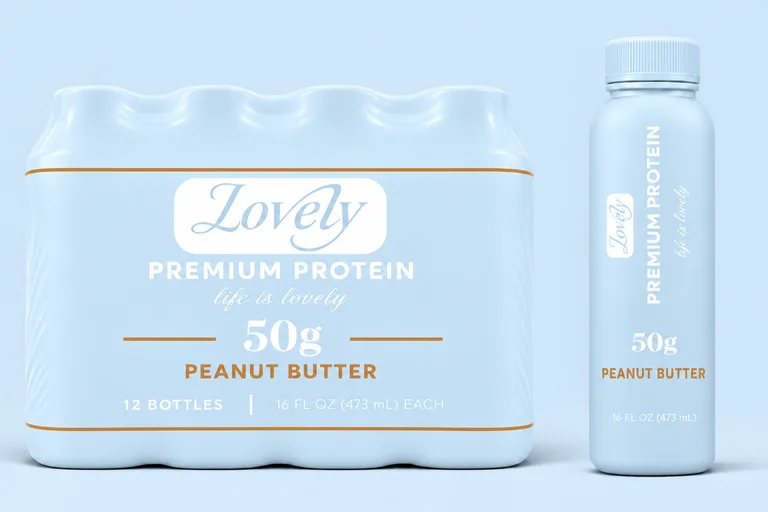 Lovely
PREMIUM PROTEIN
life is lovely
50g
PEANUT BUTTER
12 BOTTLES | 16 FL OZ (473 mL) EACH
Lovely
PREMIUM PROTEIN
life is lovely
50g
PEANUT BUTTER
16 FL OZ (473 mL)